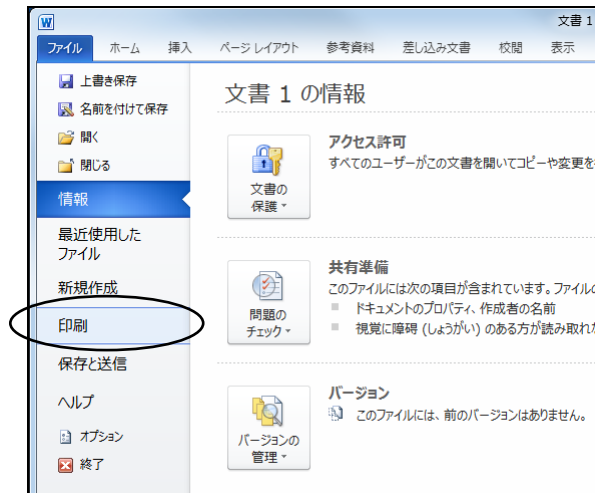 文書 1
ファイル ホーム 挿入 ページ レイアウト 参考資料 差し込み文書 校閲 表示
上書き保存
名前を付けて保存
開く
閉じる
情報
最近使用した
ファイル
新規作成
印刷
保存と送信
ヘルプ
オプション
終了
文書 1 の情報
文書の
保護
アクセス許可
すべてのユーザーがこの文書を開いてコピーや変更を
問題の
チェック
共有準備
このファイルには次の項目が含まれています。ファイルの
ドキュメントのプロパティ、作成者の名前
視覚に障碍 (しょうがい) のある方が読み取れ
バージョンの
管理
バージョン
このファイルには、前のバージョンはありません。